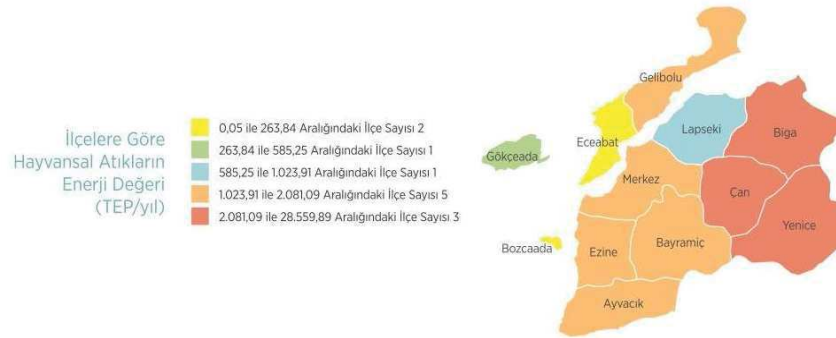 İlçelere Göre
Hayvansal Atıkların
Enerji Değeri
(TEP/yıl)
0,05 ile 263,84 Aralığındaki İlçe Sayısı 2
263,84 ile 585,25 Aralığındaki İlçe Sayısı 1
585,25 ile 1.023,91 Aralığındaki İlçe Sayısı 1
1.023,91 ile 2.081,09 Aralığındaki İlçe Sayısı 5
2.081,09 ile 28.559,89 Aralığındaki İlçe Sayısı 3
Gelibolu
Eceabat
Lapseki
Biga
Gökçeada
Merkez
Çan
Yenice
Bozcaada
Ezine
Bayramiç
Ayvacık